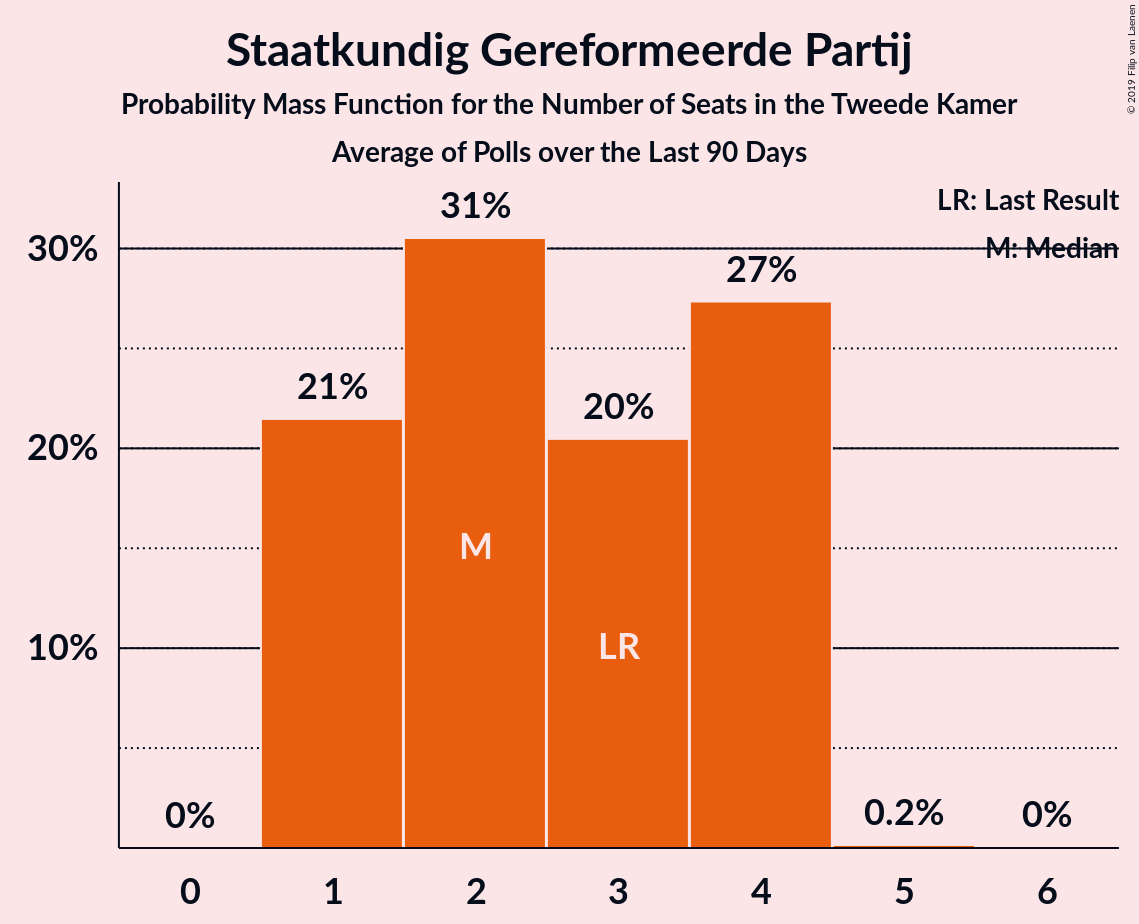 Staatkundig Gereformeerde Partij
Probability Mass Function for the Number of Seats in the Tweede Kamer
Average of Polls over the Last 90 Days
© 2019 Filip van Laenen
LR: Last Result
M: Median
30%
20%
10%
0%
21%
31%
20%
27%
0.2%
0%
M
LR
0
1
2
3
4
5
6